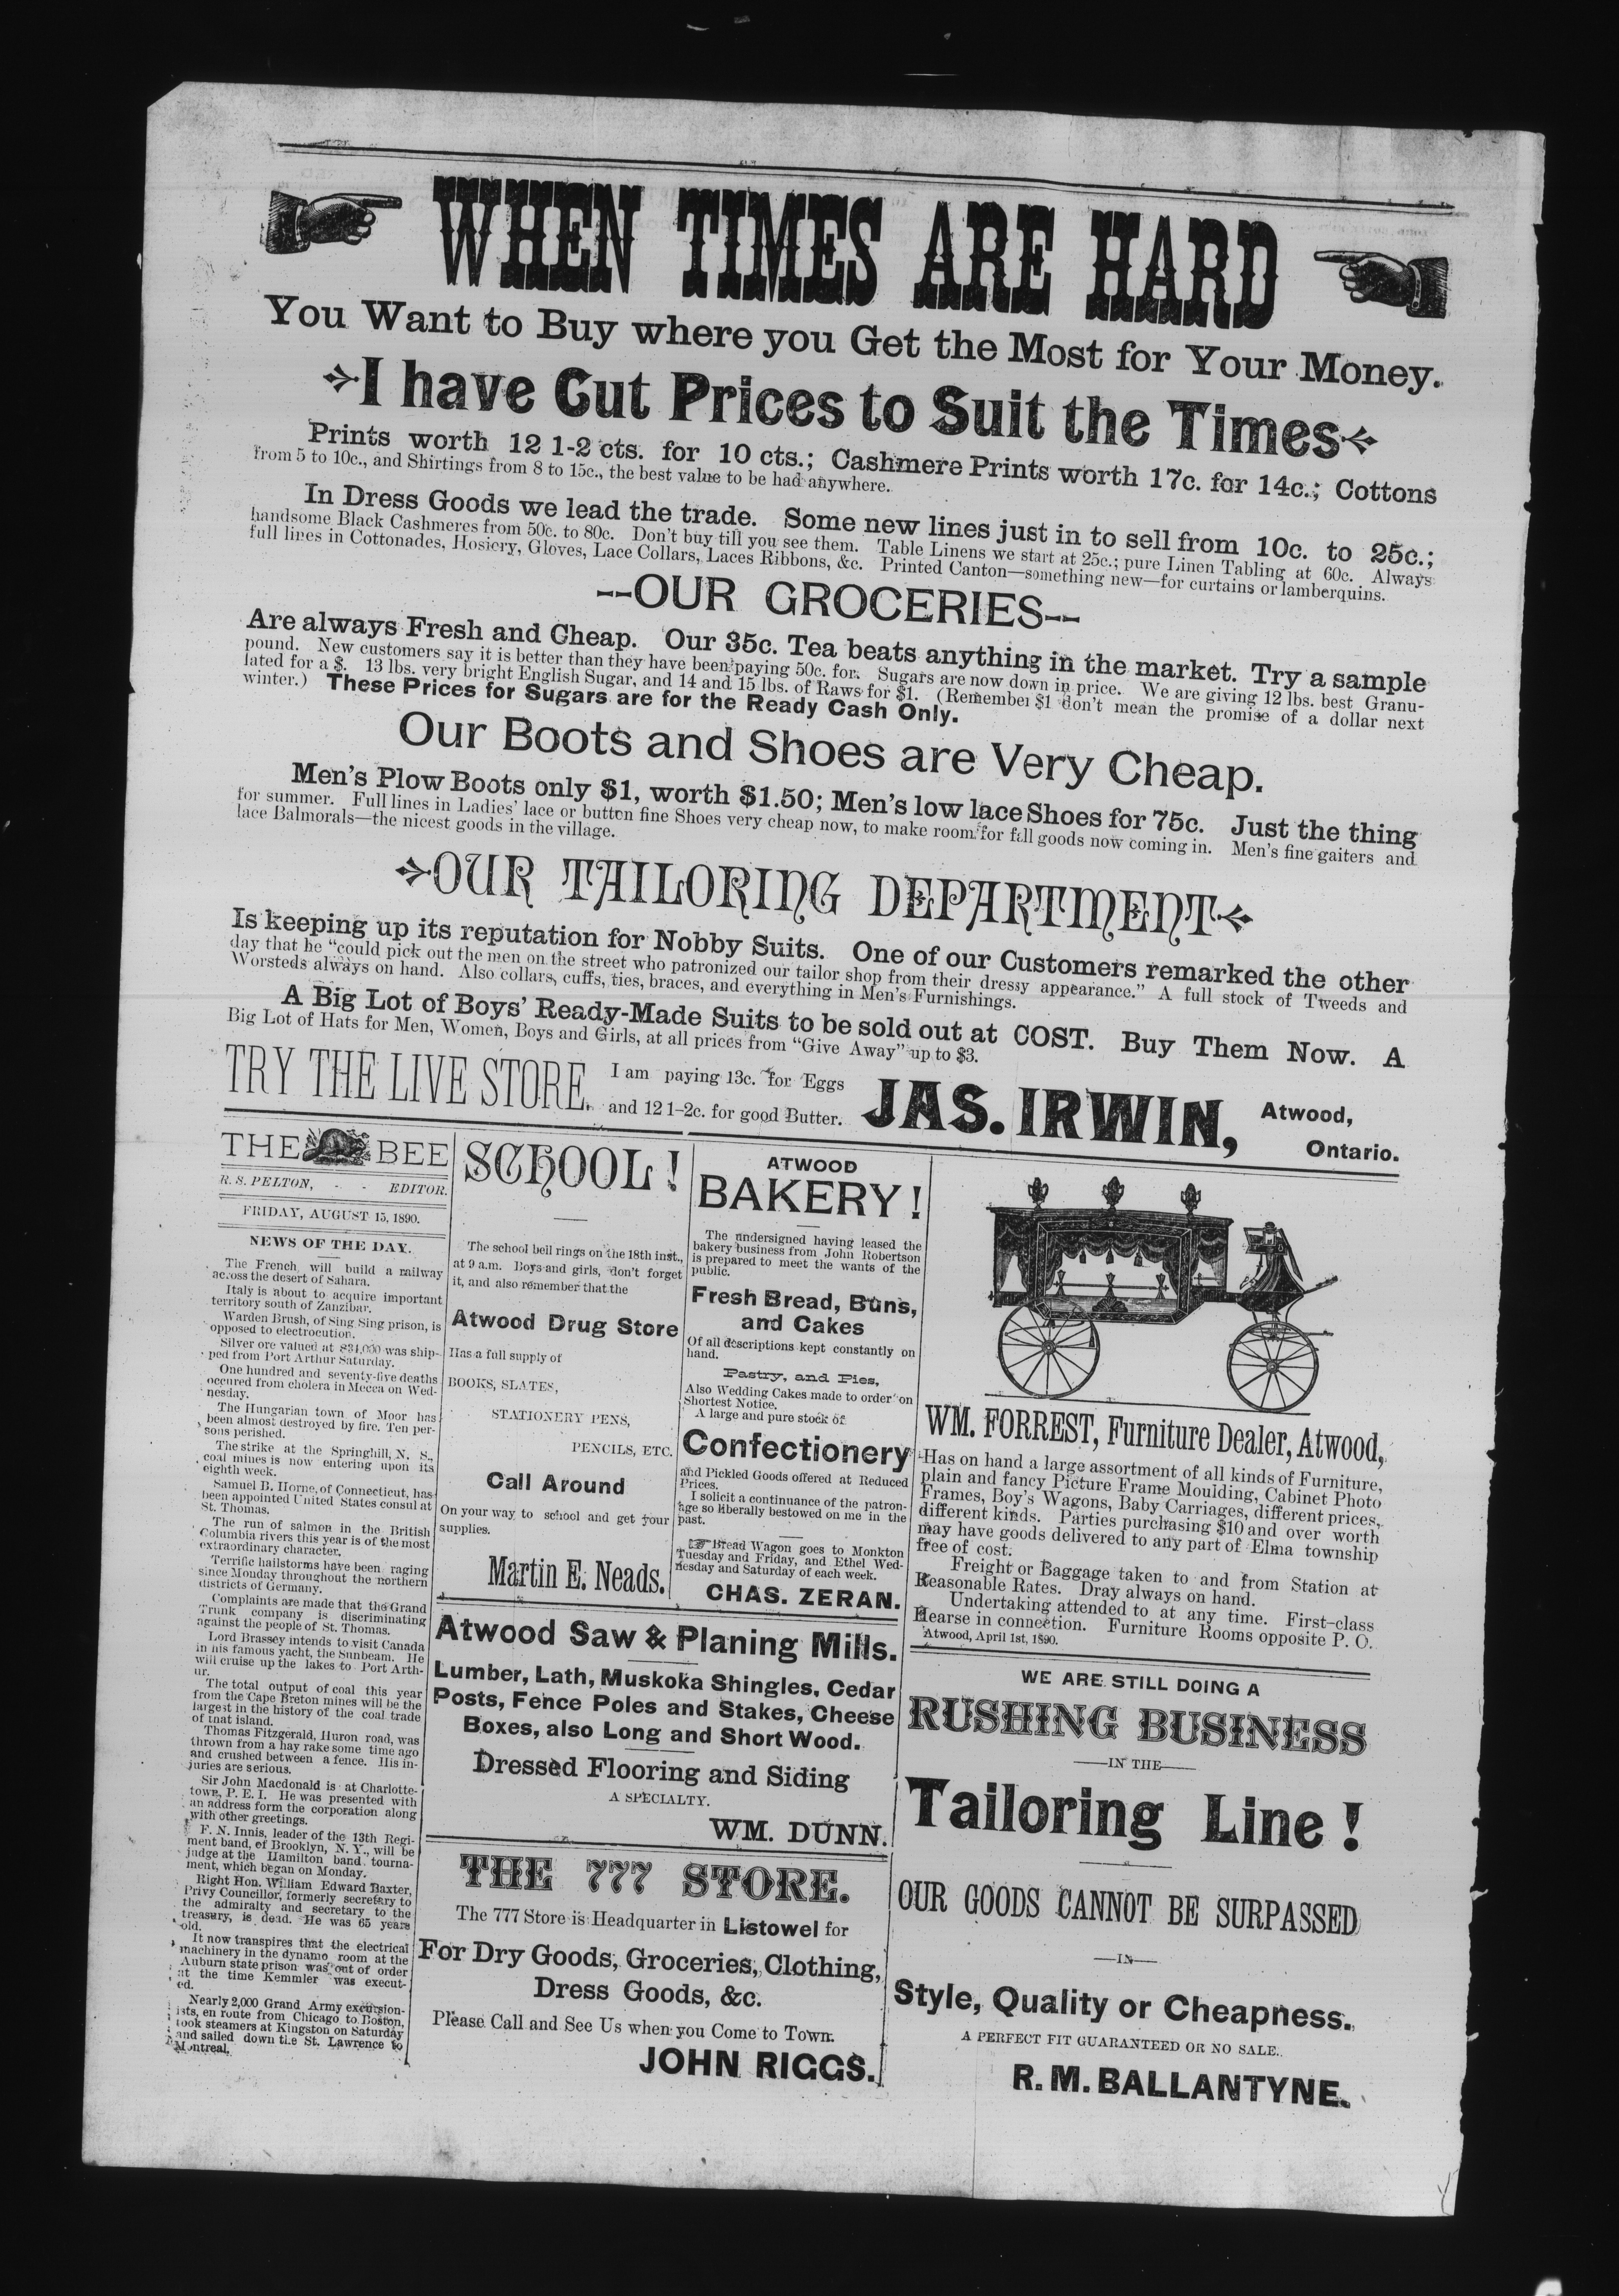 WHEN TIMES ARE HARD
You Want to Buy where you Get the Most for Your Money.
I have Cut Prices to Suit the Times
Prints worth 12 1-2 cts. for 10 cts.; Cashmere Prints worth 17c. for 14c.; Cottons
from 5 to 10c., and Shirtings from 8 to 15c., the best value to be had anywhere.
In Dress Goods we lead the trade. Some new lines just in to sell from 10c. to 25c.;
handsome Black Cashmeres from 50c. to 80c. Don't buy till you see them. Table Linens we start at 25c.; pure Linen Tabling at 60c. Always
full lines in Cottonades, Hosiery, Gloves, Lace Collars, Laces Ribbons, &c. Printed Canton—something new—for curtains or lamberquins.
--OUR GROCERIES--
Are always Fresh and Cheap. Our 35c. Tea beats anything in the market. Try a sample
pound. New customers say it is better than they have been paying 50c. for. Sugars are now down in price. We are giving 12 lbs. best Granu-
lated for a $. 13 lbs. very bright English Sugar, and 14 and 15 lbs. of Raws for $1. (Remember $1 don't mean the promise of a dollar next
winter.) These Prices for Sugars are for the Ready Cash Only.
Our Boots and Shoes are Very Cheap.
Men's Plow Boots only $1, worth $1.50; Men's low lace Shoes for 75c. Just the thing
for summer. Full lines in Ladies' lace or button fine Shoes very cheap now, to make room for fall goods now coming in. Men's fine gaiters and
lace Balmorals—the nicest goods in the village.
OUR TAILORING DEPARTMENT
Is keeping up its reputation for Nobby Suits. One of our Customers remarked the other
day that he "could pick out the men on the street who patronized our tailor shop from their dressy appearance." A full stock of Tweeds and
Worsteds always on hand. Also collars, cuffs, ties, braces, and everything in Men's Furnishings.
A Big Lot of Boys' Ready-Made Suits to be sold out at COST. Buy Them Now. A
Big Lot of Hats for Men, Women, Boys and Girls, at all prices from "Give Away" up to $3.
TRY THE LIVE STORE.
I am paying 13c. for Eggs
and 12 1-2c. for good Butter.
JAS. IRWIN,
Atwood,
Ontario.
THE BEE
R. S. PELTON, - - EDITOR.
FRIDAY, AUGUST 15, 1890.
NEWS OF THE DAY.
The French will build a railway
across the desert of Sahara.
Italy is about to acquire important
territory south of Zanzibar.
Warden Brush, of Sing Sing prison, is
opposed to electrocution.
Silver ore valued at $34,000 was ship-
ped from Port Arthur Saturday.
One hundred and seventy-five deaths
occured from cholera in Mecca on Wed-
nesday.
The Hungarian town of Moor has
been almost destroyed by fire. Ten per-
sons perished.
The strike at the Springhill, N. S.,
coal mines is now entering upon its
eighth week.
Samuel B. Horne, of Connecticut, has
been appointed United States consul at
St. Thomas.
The run of salmon in the British
Columbia rivers this year is of the most
extraordinary character.
Terrific hailstorms have been raging
since Monday throughout the northern
districts of Germany.
Complaints are made that the Grand
Trunk company is discriminating
against the people of St. Thomas.
Lord Brassey intends to visit Canada
in his famous yacht, the Sunbeam. He
will cruise up the lakes to Port Arth-
ur.
The total output of coal this year
from the Cape Breton mines will be the
largest in the history of the coal trade
of that island.
Thomas Fitzgerald, Huron road, was
thrown from a hay rake some time ago
and crushed between a fence. His in-
juries are serious.
Sir John Macdonald is at Charlotte-
town, P. E. I. He was presented with
an address form the corporation along
with other greetings.
F. N. Innis, leader of the 13th Regi-
ment band, of Brooklyn, N. Y., will be
judge at the Hamilton band tourna-
ment, which began on Monday.
Right Hon. William Edward Baxter,
Privy Councillor, formerly secretary to
the admiralty and secretary to the
treasury, is dead. He was 65 years
old.
It now transpires that the electrical
machinery in the dynamo room at the
Auburn state prison was out of order
at the time Kemmler was execut-
ed.
Nearly 2,000 Grand Army excursion-
ists, en route from Chicago to Boston,
took steamers at Kingston on Saturday
and sailed down the St. Lawrence to
Montreal.
SCHOOL!
The school bell rings on the 18th inst.,
at 9 a.m. Boys and girls, don't forget
it, and also remember that the
Atwood Drug Store
Has a full supply of
BOOKS, SLATES,
STATIONERY PENS,
PENCILS, ETC.
Call Around
On your way to school and get your
supplies.
Martin E. Neads.
ATWOOD
BAKERY!
The undersigned having leased the
bakery business from John Robertson
is prepared to meet the wants of the
public.
Fresh Bread, Buns,
and Cakes
Of all descriptions kept constantly on
hand.
Pastry, and Pies,
Also Wedding Cakes made to order on
Shortest Notice.
A large and pure stock of
Confectionery
and Pickled Goods offered at Reduced
Prices.
I solicit a continuance of the patron-
age so liberally bestowed on me in the
past.
Bread Wagon goes to Monkton
Tuesday and Friday, and Ethel Wed-
nesday and Saturday of each week.
CHAS. ZERAN.
Atwood Saw & Planing Mills.
Lumber, Lath, Muskoka Shingles, Cedar
Posts, Fence Poles and Stakes, Cheese
Boxes, also Long and Short Wood.
Dressed Flooring and Siding
A SPECIALTY.
WM. DUNN.
THE 777 STORE.
The 777 Store is Headquarter in Listowel for
For Dry Goods, Groceries, Clothing,
Dress Goods, &c.
Please Call and See Us when you Come to Town.
JOHN RIGGS.
WM. FORREST, Furniture Dealer, Atwood,
Has on hand a large assortment of all kinds of Furniture,
plain and fancy Picture Frame Moulding, Cabinet Photo
Frames, Boy's Wagons, Baby Carriages, different prices,
different kinds. Parties purchasing $10 and over worth
may have goods delivered to any part of Elma township
free of cost.
Freight or Baggage taken to and from Station at
Reasonable Rates. Dray always on hand.
Undertaking attended to at any time. First-class
Hearse in connection. Furniture Rooms opposite P. O.
Atwood, April 1st, 1890.
WE ARE STILL DOING A
RUSHING BUSINESS
—IN THE—
Tailoring Line!
OUR GOODS CANNOT BE SURPASSED
—IN—
Style, Quality or Cheapness.
A PERFECT FIT GUARANTEED OR NO SALE.
R. M. BALLANTYNE.